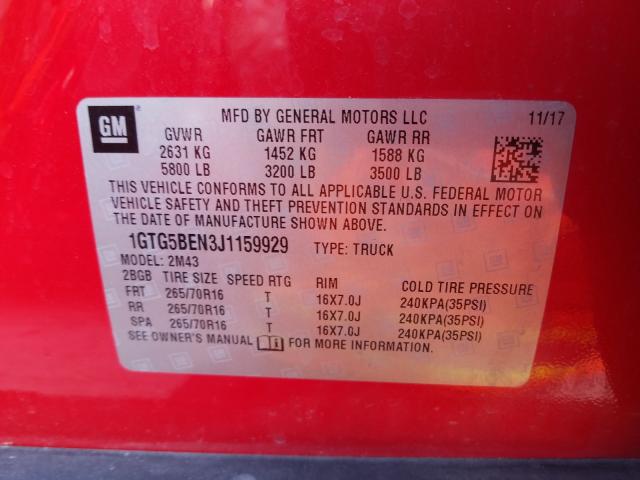 GM
MFD BY GENERAL MOTORS LLC 11/17
GVWR GAWR FRT GAWR RR
2631 KG 1452 KG 1588 KG
5800 LB 3200 LB 3500 LB
THIS VEHICLE CONFORMS TO ALL APPLICABLE U.S. FEDERAL MOTOR
VEHICLE SAFETY AND THEFT PREVENTION STANDARDS IN EFFECT ON
THE DATE OF MANUFACTURE SHOWN ABOVE.
1GTG5BEN3J1159929 TYPE: TRUCK
MODEL: 2M43
2BGB TIRE SIZE SPEED RTG RIM COLD TIRE PRESSURE
FRT 265/70R16 T 16X7.0J 240KPA(35PSI)
RR 265/70R16 T 16X7.0J 240KPA(35PSI)
SPA 265/70R16 T 16X7.0J 240KPA(35PSI)
SEE OWNER'S MANUAL FOR MORE INFORMATION.